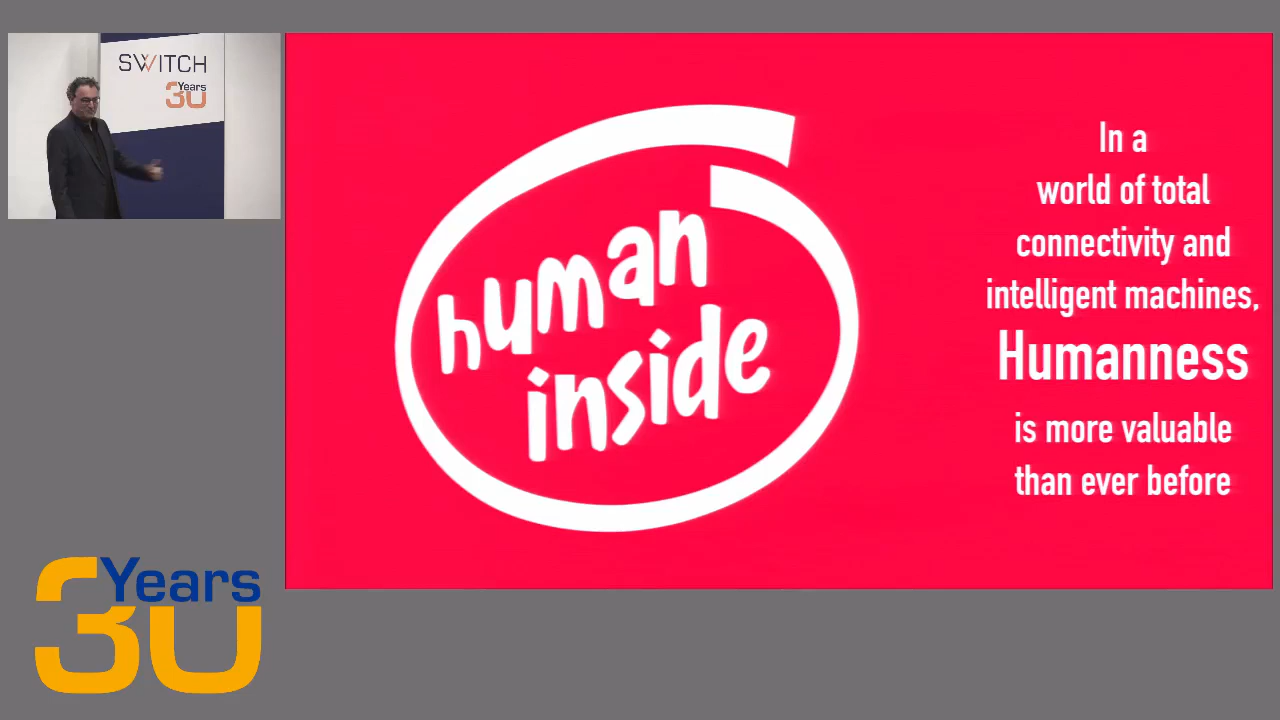 SWITCH
30 Years
human
inside
In a
world of total
connectivity and
intelligent machines,
Humanness
is more valuable
than ever before
30 Years